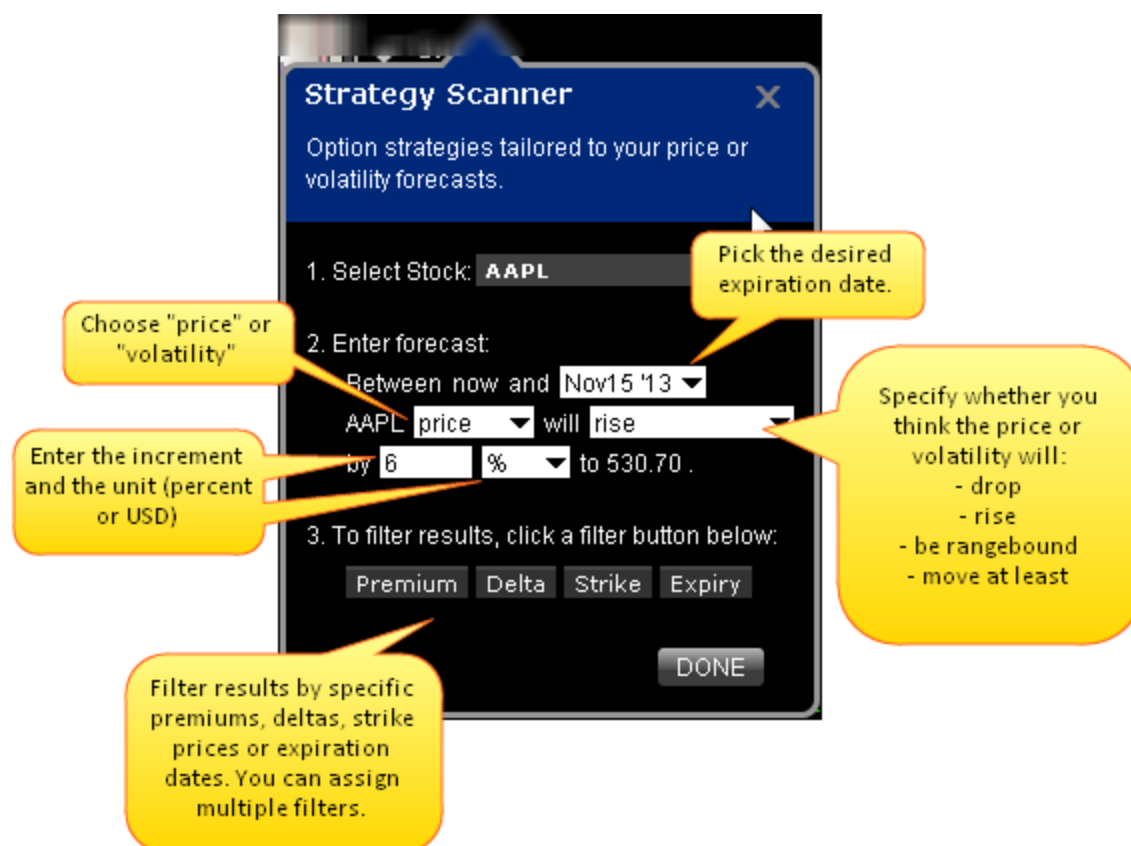 Strategy Scanner
X
Option strategies tailored to your price or
volatility forecasts.
Pick the desired
expiration date.
1. Select Stock: AAPL
Choose "price" or
"volatility"
2. Enter forecast:
Between now and Nov15 '13
AAPL price will rise
by 6 % to 530.70 .
Specify whether you
think the price or
volatility will:
- drop
- rise
- be rangebound
- move at least
Enter the increment
and the unit (percent
or USD)
3. To filter results, click a filter button below:
Premium Delta Strike Expiry
DONE
Filter results by specific
premiums, deltas, strike
prices or expiration
dates. You can assign
multiple filters.